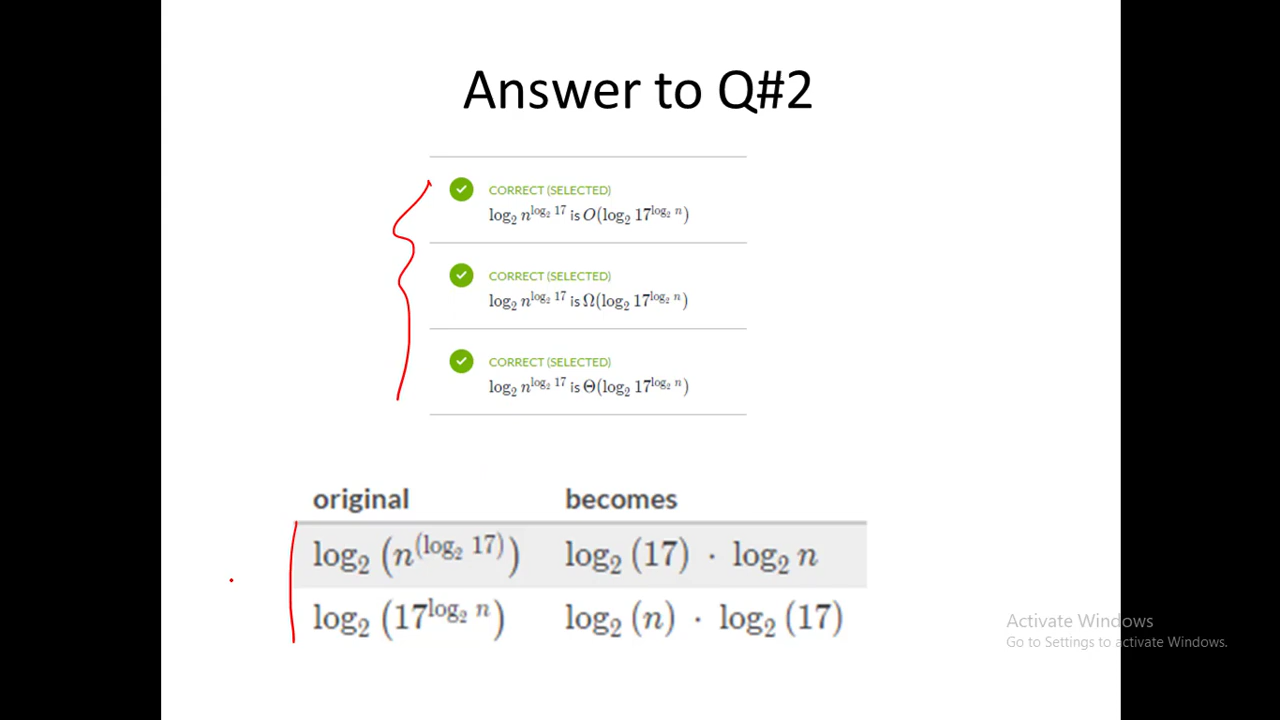 Answer to Q#2
CORRECT (SELECTED)
log₂ n^{log₂ 17} is O(log₂ 17^{log₂ n})
CORRECT (SELECTED)
log₂ n^{log₂ 17} is Ω(log₂ 17^{log₂ n})
CORRECT (SELECTED)
log₂ n^{log₂ 17} is Θ(log₂ 17^{log₂ n})
original becomes
log₂ (n^{(log₂ 17)}) log₂ (17) · log₂ n
log₂ (17^{log₂ n}) log₂ (n) · log₂ (17)
Activate Windows
Go to Settings to activate Windows.